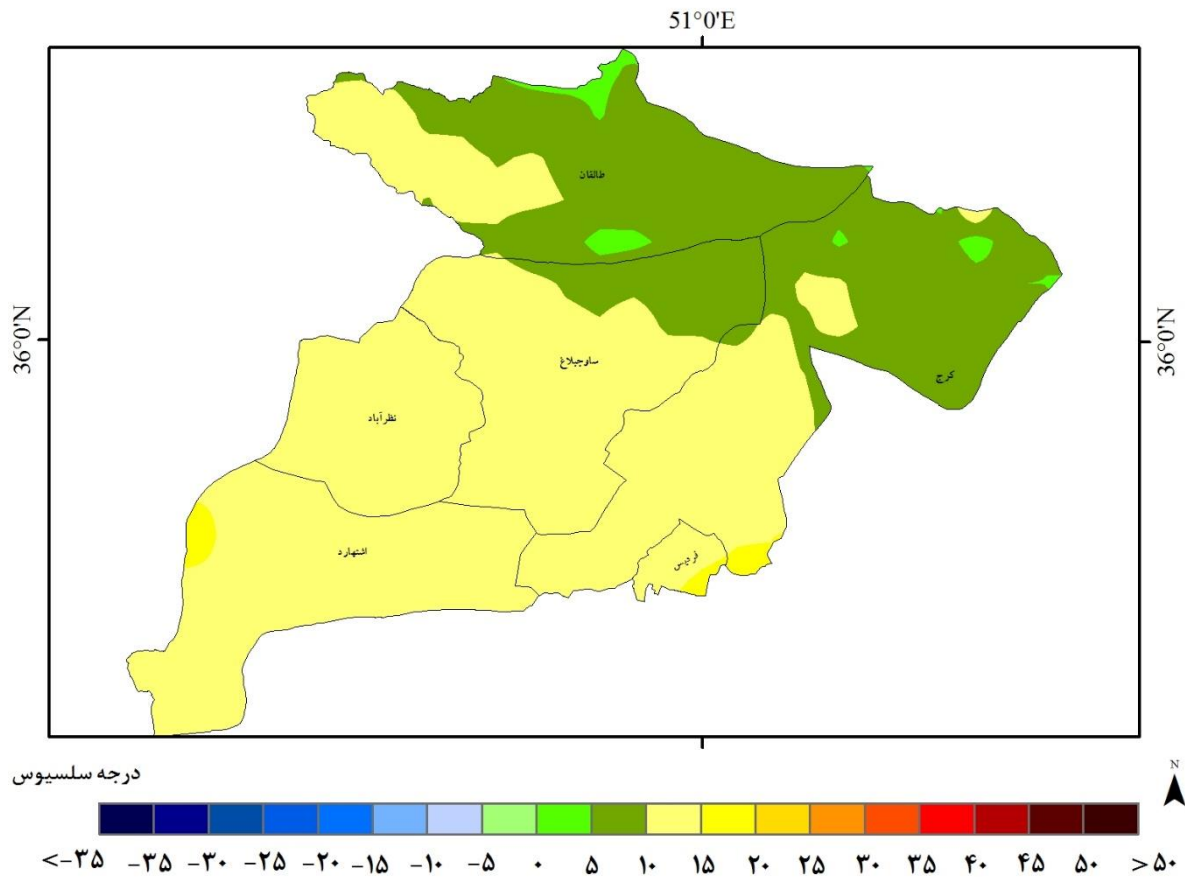 51°0'E
طالقان
36°0'N
36°0'N
ساوجبلاغ
کرج
نظرآباد
اشتهارد
فردیس
درجه سلسیوس
N
<-۳۵ -۳۵ -۳۰ -۲۵ -۲۰ -۱۵ -۱۰ -۵ ۰ ۵ ۱۰ ۱۵ ۲۰ ۲۵ ۳۰ ۳۵ ۴۰ ۴۵ ۵۰ >۵۰